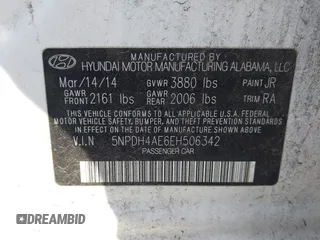 MANUFACTURED BY
HYUNDAI MOTOR MANUFACTURING ALABAMA, LLC
Mar/14/14 GVWR 3880 lbs PAINT JR
GAWR FRONT 2161 lbs GAWR REAR 2006 lbs TRIM RA
THIS VEHICLE CONFORMS TO ALL APPLICABLE
U.S. FEDERAL MOTOR VEHICLE SAFETY, BUMPER, AND
THEFT PREVENTION STANDARDS IN EFFECT ON THE
DATE OF MANUFACTURE SHOWN ABOVE.
V.I.N 5NPDH4AE6EH506342
PASSENGER CAR
©DREAMBID